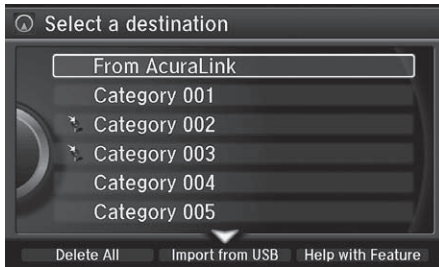 Select a destination
From AcuraLink
Category 001
Category 002
Category 003
Category 004
Category 005
Delete All Import from USB Help with Feature